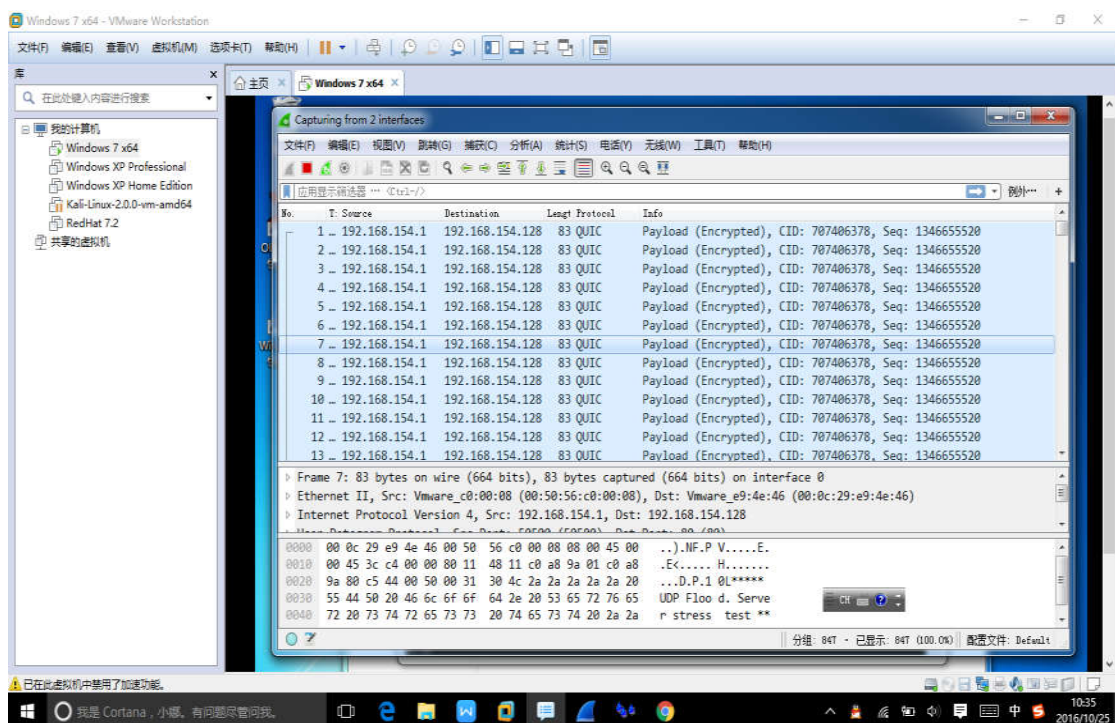 Windows 7 x64 - VMware Workstation
文件(F) 编辑(E) 查看(V) 虚拟机(M) 选项卡(T) 帮助(H)
库
主页
Windows 7 x64
在此处键入内容进行搜索
我的计算机
Windows 7 x64
Windows XP Professional
Windows XP Home Edition
Kali-Linux-2.0.0-vm-amd64
RedHat 7.2
共享的虚拟机
Capturing from 2 interfaces
文件(F) 编辑(E) 视图(V) 跳转(G) 捕获(C) 分析(A) 统计(S) 电话(Y) 无线(W) 工具(T) 帮助(H)
应用显示筛选器 … <Ctrl-/>
No. T: Source Destination Lengt Protocol Info
1 … 192.168.154.1 192.168.154.128 83 QUIC Payload (Encrypted), CID: 707406378, Seq: 1346655520
2 … 192.168.154.1 192.168.154.128 83 QUIC Payload (Encrypted), CID: 707406378, Seq: 1346655520
3 … 192.168.154.1 192.168.154.128 83 QUIC Payload (Encrypted), CID: 707406378, Seq: 1346655520
4 … 192.168.154.1 192.168.154.128 83 QUIC Payload (Encrypted), CID: 707406378, Seq: 1346655520
5 … 192.168.154.1 192.168.154.128 83 QUIC Payload (Encrypted), CID: 707406378, Seq: 1346655520
6 … 192.168.154.1 192.168.154.128 83 QUIC Payload (Encrypted), CID: 707406378, Seq: 1346655520
7 … 192.168.154.1 192.168.154.128 83 QUIC Payload (Encrypted), CID: 707406378, Seq: 1346655520
8 … 192.168.154.1 192.168.154.128 83 QUIC Payload (Encrypted), CID: 707406378, Seq: 1346655520
9 … 192.168.154.1 192.168.154.128 83 QUIC Payload (Encrypted), CID: 707406378, Seq: 1346655520
10 … 192.168.154.1 192.168.154.128 83 QUIC Payload (Encrypted), CID: 707406378, Seq: 1346655520
11 … 192.168.154.1 192.168.154.128 83 QUIC Payload (Encrypted), CID: 707406378, Seq: 1346655520
12 … 192.168.154.1 192.168.154.128 83 QUIC Payload (Encrypted), CID: 707406378, Seq: 1346655520
13 … 192.168.154.1 192.168.154.128 83 QUIC Payload (Encrypted), CID: 707406378, Seq: 1346655520
Frame 7: 83 bytes on wire (664 bits), 83 bytes captured (664 bits) on interface 0
Ethernet II, Src: Vmware_c0:00:08 (00:50:56:c0:00:08), Dst: Vmware_e9:4e:46 (00:0c:29:e9:4e:46)
Internet Protocol Version 4, Src: 192.168.154.1, Dst: 192.168.154.128
0000 00 0c 29 e9 4e 46 00 50 56 c0 00 08 08 00 45 00 ..).NF.P V.....E.
0010 00 45 3c c4 00 00 80 11 48 11 c0 a8 9a 01 c0 a8 .E<..... H.......
0020 9a 80 c5 44 00 50 00 31 30 4c 2a 2a 2a 2a 2a 20 ...D.P.1 0L*****
0030 55 44 50 20 46 6c 6f 6f 64 2e 20 53 65 72 76 65 UDP Floo d. Serve
0040 72 20 73 74 72 65 73 73 20 74 65 73 74 20 2a 2a r stress test **
CH
分组: 847 · 已显示: 847 (100.0%) 配置文件: Default
已在此虚拟机中禁用了加速功能。
我是 Cortana，小娜。有问题尽管问我。
中
10:35
2016/10/25